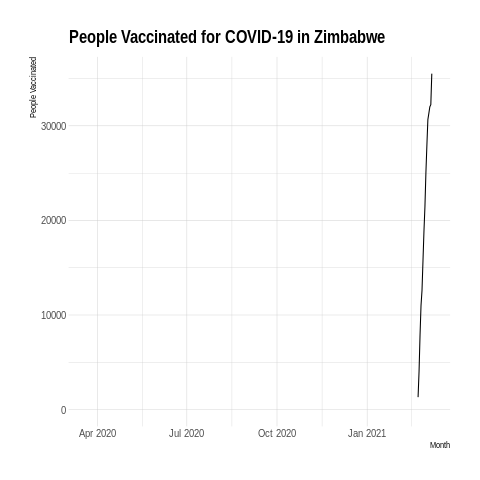 People Vaccinated for COVID-19 in Zimbabwe
People Vaccinated
30000
20000
10000
0
Apr 2020 Jul 2020 Oct 2020 Jan 2021
Month